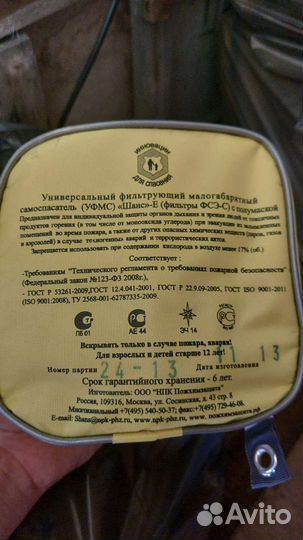 ИННОВАЦИИ
ДЛЯ СПАСЕНИЯ
Универсальный фильтрующий малогабаритный
самоспасатель (УФМС) «Шанс»-Е (фильтры ФСЭ-С) с полумаской
Предназначен для индивидуальной защиты органов дыхания и зрения людей от токсичных
продуктов горения (в том числе от монооксида углерода) при эвакуации из задымленных
помещений во время пожара, а также от других опасных химических веществ (паров, газов
и аэрозолей) в случае техногенных аварий и террористических актов.
Запрещается использовать при содержании кислорода в воздухе менее 17% (об.)
Соответствует :
-Требованиям "Технического регламента о требованиях пожарной безопасности"
(Федеральный закон №123-ФЗ 2008г.)
-ГОСТ Р 53261-2009,ГОСТ 12.4.041-2001, ГОСТ Р 22.9.09-2005, ГОСТ Р ИСО 9001-2001
(ISO 9001:2008), ТУ 2568-001-62787335-2009.
ПБ 01
АЕ 44
ЭЧ 14
Вскрывать только в случае пожара, аварии!
Для взрослых и детей старше 12 лет!
Номер партии 24-13 Дата изготовления 11 13
Срок гарантийного хранения - 6 лет.
Изготовитель: ООО "НПК Пожхимзащита"
Россия, 109316, Москва, ул. Сосинская, д. 43 стр. 8
Многоканальный +7(495) 540-50-37; факс:+7(495) 729-46-08.
Shans@npk-phz.ru, www.npk-phz.ru, www.пожхимзащита.рф
Avito